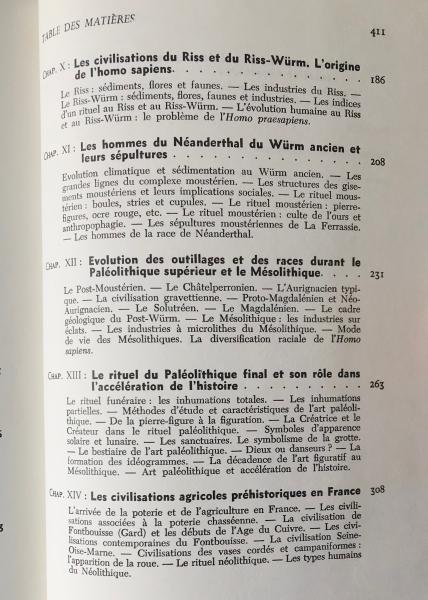 TABLE DES MATIÈRES
411
CHAP. X : Les civilisations du Riss et du Riss-Würm. L'origine
de l'homo sapiens. . . . . . . . . . . . . . . 186
Le Riss : sédiments, flores et faunes. — Les industries du Riss. —
Le Riss-Würm : sédiments, flores, faunes et industries. — Les indices
d'un rituel au Riss et au Riss-Würm. — L'évolution humaine au Riss
et au Riss-Würm : le problème de l'Homo praesapiens.
CHAP. XI : Les hommes du Néanderthal du Würm ancien et
leurs sépultures . . . . . . . . . . . . . . . 208
Evolution climatique et sédimentation au Würm ancien. — Les
grandes lignes du complexe moustérien. — Les structures des gise-
ments moustériens et leurs implications sociales. — Le rituel mous-
térien : boules, stries et cupules. — Le rituel moustérien : pierre-
figures, ocre rouge, etc. — Le rituel moustérien : culte de l'ours et
anthropophagie. — Les sépultures moustériennes de La Ferrassie.
— Les hommes de la race de Néanderthal.
CHAP. XII : Evolution des outillages et des races durant le
Paléolithique supérieur et le Mésolithique. . . . 231
Le Post-Moustérien. — Le Châtelperronien. — L'Aurignacien typi-
que. — La civilisation gravettienne. — Proto-Magdalénien et Néo-
Aurignacien. — Le Solutréen. — Le Magdalénien. — Le cadre
géologique du Post-Würm. — Le Mésolithique : les industries sur
éclats. — Les industries à microlithes du Mésolithique. — Mode
de vie des Mésolithiques. La diversification raciale de l'Homo
sapiens.
CHAP. XIII : Le rituel du Paléolithique final et son rôle dans
l'accélération de l'histoire . . . . . . . . . . 263
Le rituel funéraire : les inhumations totales. — Les inhumations
partielles. — Méthodes d'étude et caractéristiques de l'art paléoli-
thique. — De la pierre-figure à la figuration. — La Créatrice et le
Créateur dans le rituel paléolithique. — Symboles d'apparence
solaire et lunaire. — Les sanctuaires. Le symbolisme de la grotte.
— Le bestiaire de l'art paléolithique. — Dieux ou danseurs ? — La
formation des idéogrammes. — La décadence de l'art figuratif au
Mésolithique. — Art paléolithique et accélération de l'histoire.
CHAP. XIV : Les civilisations agricoles préhistoriques en France 308
L'arrivée de la poterie et de l'agriculture en France. — Les civili-
sations associées à la poterie chasséenne. — La civilisation de
Fontbouisse (Gard) et les débuts de l'Age du Cuivre. — Les civi-
lisations contemporaines du Fontbouisse. — La civilisation Seine-
Oise-Marne. — Civilisations des vases cordés et campaniformes :
l'apparition de la roue. — Le rituel néolithique. — Les types humains
du Néolithique.